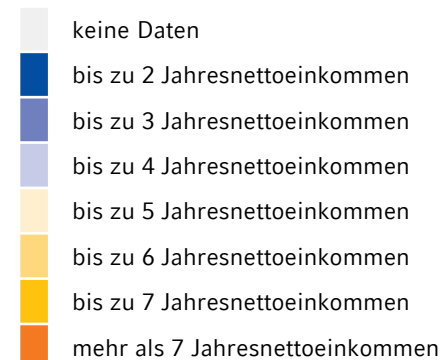 keine Daten
bis zu 2 Jahresnettoeinkommen
bis zu 3 Jahresnettoeinkommen
bis zu 4 Jahresnettoeinkommen
bis zu 5 Jahresnettoeinkommen
bis zu 6 Jahresnettoeinkommen
bis zu 7 Jahresnettoeinkommen
mehr als 7 Jahresnettoeinkommen